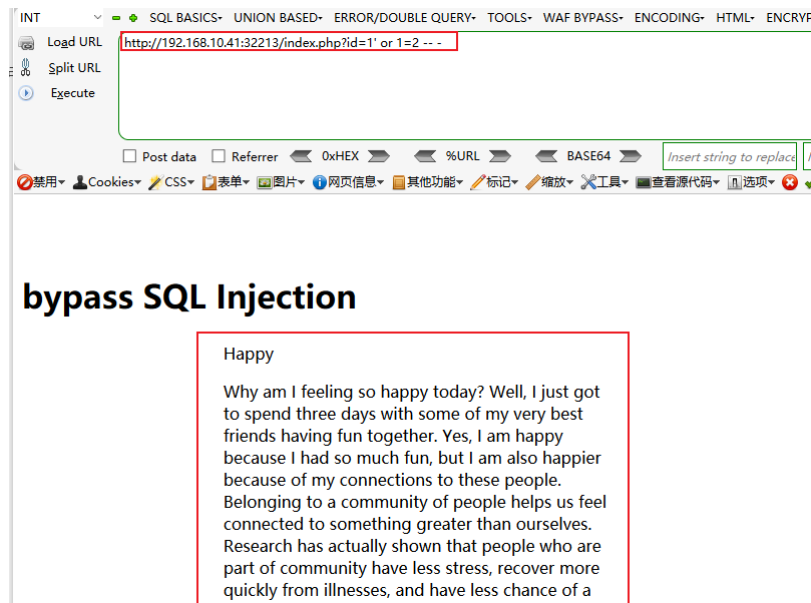 INT SQL BASICS UNION BASED ERROR/DOUBLE QUERY TOOLS WAF BYPASS ENCODING HTML ENCRYP
Load URL http://192.168.10.41:32213/index.php?id=1' or 1=2 -- -
Split URL
Execute
Post data Referrer 0xHEX %URL BASE64 Insert string to replace
禁用 Cookies CSS 表单 图片 网页信息 其他功能 标记 缩放 工具 查看源代码 选项
bypass SQL Injection
Happy
Why am I feeling so happy today? Well, I just got
to spend three days with some of my very best
friends having fun together. Yes, I am happy
because I had so much fun, but I am also happier
because of my connections to these people.
Belonging to a community of people helps us feel
connected to something greater than ourselves.
Research has actually shown that people who are
part of community have less stress, recover more
quickly from illnesses, and have less chance of a